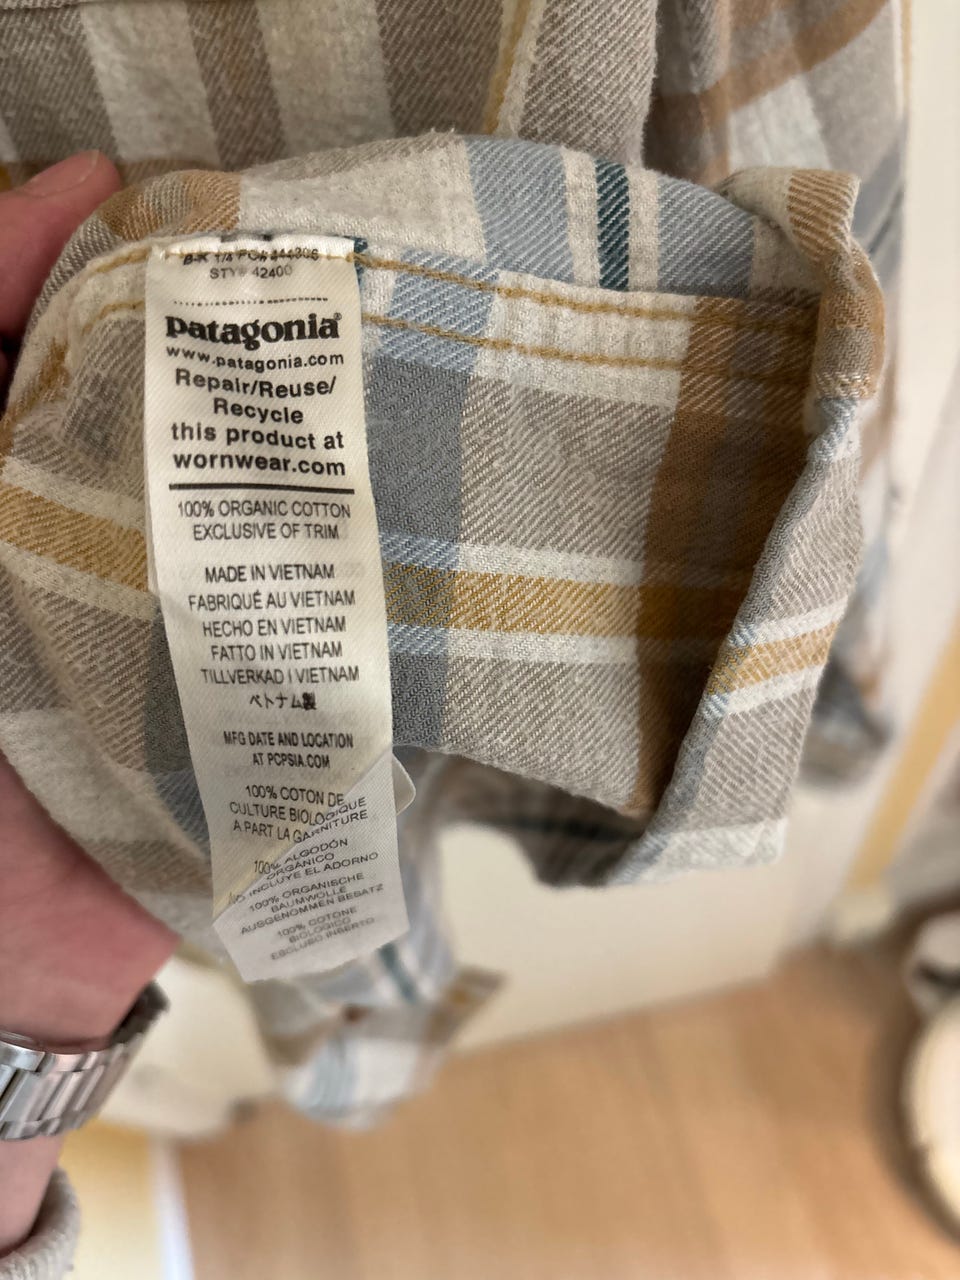 STY# 42400
patagonia®
www.patagonia.com
Repair/Reuse/
Recycle
this product at
wornwear.com
100% ORGANIC COTTON
EXCLUSIVE OF TRIM
MADE IN VIETNAM
FABRIQUÉ AU VIETNAM
HECHO EN VIETNAM
FATTO IN VIETNAM
TILLVERKAD I VIETNAM
ベトナム製
MFG DATE AND LOCATION
AT PCPSIA.COM
100% COTON DE
CULTURE BIOLOGIQUE
A PART LA GARNITURE
100% ALGODÓN
ORGÁNICO
NO INCLUYE EL ADORNO
100% ORGANISCHE
BAUMWOLLE
AUSGENOMMEN BESATZ
100% COTONE
BIOLOGICO
ESCLUSO INSERTO